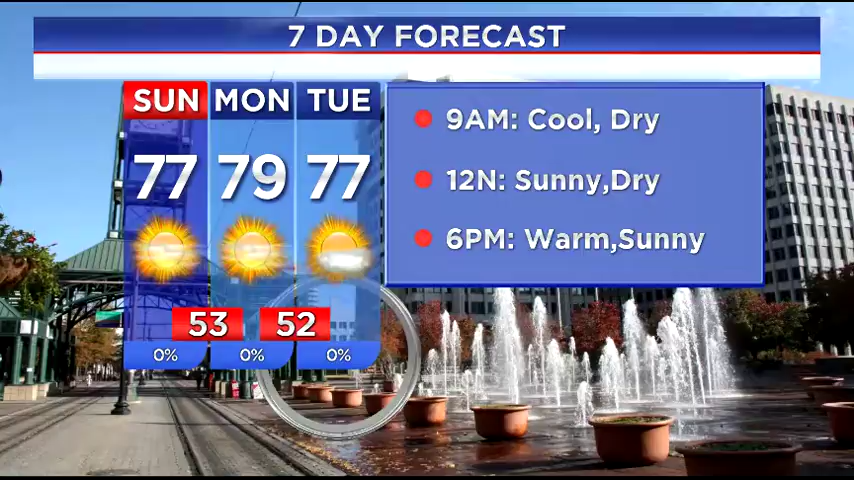 7 DAY FORECAST
SUN MON TUE
77 79 77
53 52
0% 0% 0%
9AM: Cool, Dry
12N: Sunny,Dry
6PM: Warm,Sunny